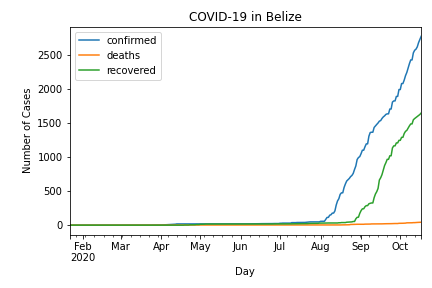 COVID-19 in Belize
confirmed
deaths
recovered
Number of Cases
2500
2000
1500
1000
500
0
Feb Mar Apr May Jun Jul Aug Sep Oct
2020
Day